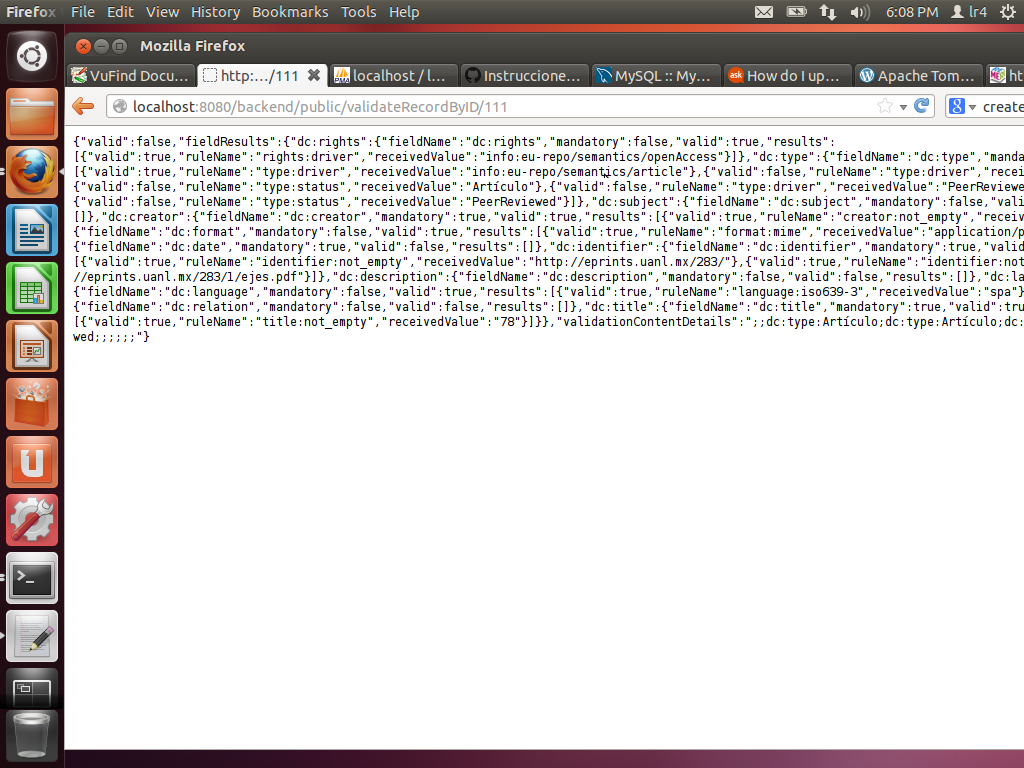 Firefox File Edit View History Bookmarks Tools Help 6:08 PM lr4
Mozilla Firefox
VuFind Docu... http:.../111 localhost / l... Instruccione... MySQL :: My... ask How do I up... Apache Tom... ht
localhost:8080/backend/public/validateRecordByID/111 create
{"valid":false,"fieldResults":{"dc:rights":{"fieldName":"dc:rights","mandatory":false,"valid":true,"results":
[{"valid":true,"ruleName":"rights:driver","receivedValue":"info:eu-repo/semantics/openAccess"}]},"dc:type":{"fieldName":"dc:type","manda
[{"valid":true,"ruleName":"type:driver","receivedValue":"info:eu-repo/semantics/article"},{"valid":false,"ruleName":"type:driver","receiv
{"valid":false,"ruleName":"type:status","receivedValue":"Artículo"},{"valid":false,"ruleName":"type:driver","receivedValue":"PeerReviewe
{"valid":false,"ruleName":"type:status","receivedValue":"PeerReviewed"}]},"dc:subject":{"fieldName":"dc:subject","mandatory":false,"vali
[]},"dc:creator":{"fieldName":"dc:creator","mandatory":true,"valid":true,"results":[{"valid":true,"ruleName":"creator:not_empty","receiv
{"fieldName":"dc:format","mandatory":false,"valid":true,"results":[{"valid":true,"ruleName":"format:mime","receivedValue":"application/p
{"fieldName":"dc:date","mandatory":true,"valid":false,"results":[]},"dc:identifier":{"fieldName":"dc:identifier","mandatory":true,"valid
[{"valid":true,"ruleName":"identifier:not_empty","receivedValue":"http://eprints.uanl.mx/283/"},{"valid":true,"ruleName":"identifier:not
//eprints.uanl.mx/283/1/ejes.pdf"}]},"dc:description":{"fieldName":"dc:description","mandatory":false,"valid":false,"results":[]},"dc:la
{"fieldName":"dc:language","mandatory":false,"valid":true,"results":[{"valid":true,"ruleName":"language:iso639-3","receivedValue":"spa"}
{"fieldName":"dc:relation","mandatory":false,"valid":false,"results":[]},"dc:title":{"fieldName":"dc:title","mandatory":true,"valid":tru
[{"valid":true,"ruleName":"title:not_empty","receivedValue":"78"}]}},"validationContentDetails":";;dc:type:Artículo;dc:type:Artículo;dc:
wed;;;;;;"}